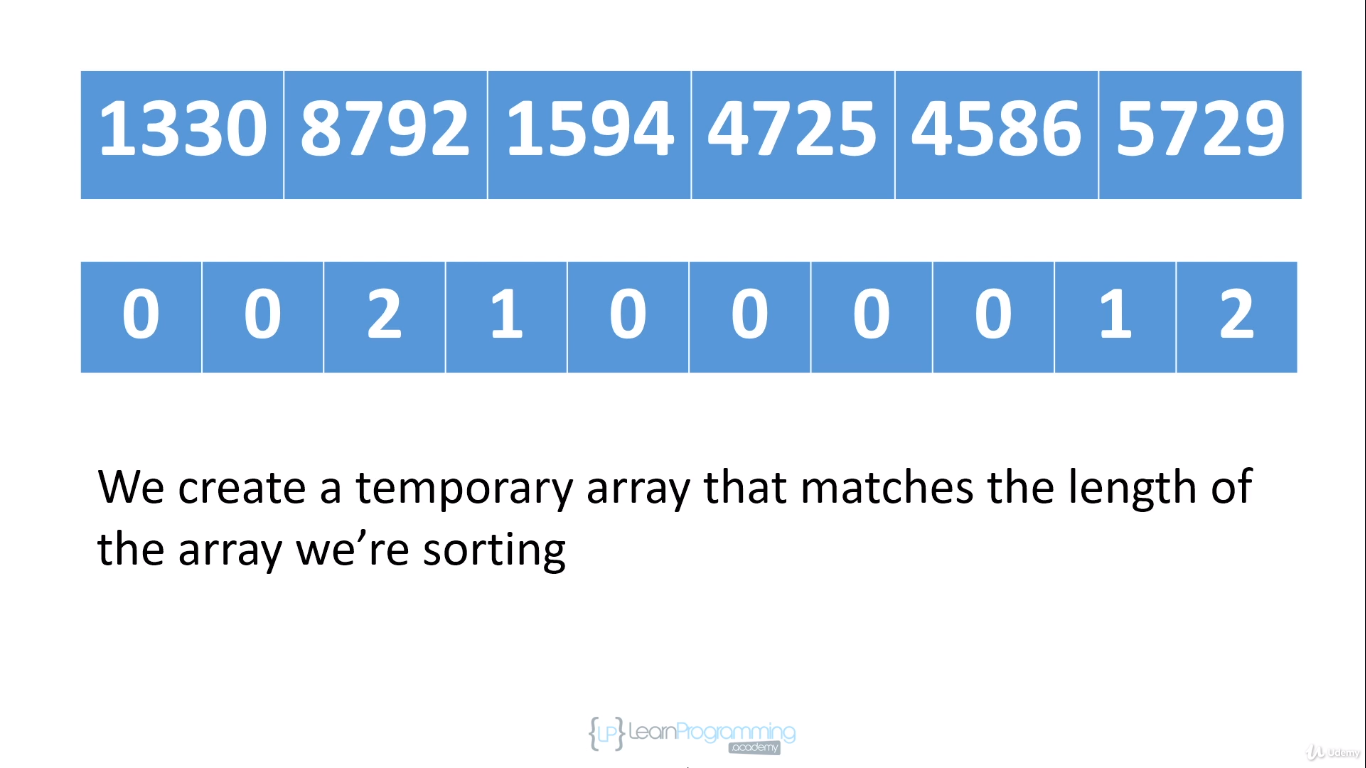 1330 8792 1594 4725 4586 5729
0 0 2 1 0 0 0 0 1 2
We create a temporary array that matches the length of
the array we’re sorting
{LP} LearnProgramming
.academy
Udemy